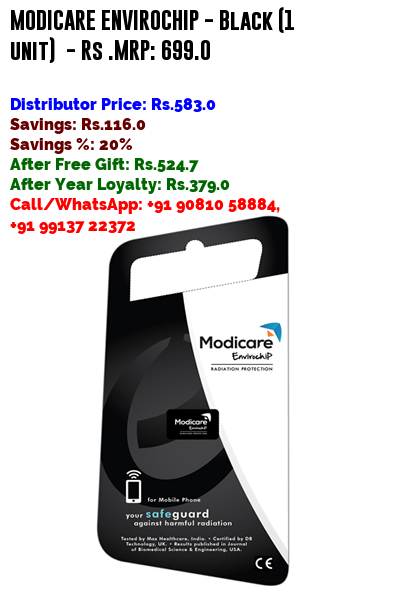 MODICARE ENVIROCHIP - Black (1
unit)  - Rs .MRP: 699.0
Distributor Price: Rs.583.0
Savings: Rs.116.0
Savings %: 20%
After Free Gift: Rs.524.7
After Year Loyalty: Rs.379.0
Call/WhatsApp: +91 90810 58884,
+91 99137 22372
Modicare
EnvirochiP
RADIATION PROTECTION
Modicare
EnvirochiP
for Mobile Phone
your safeguard
against harmful radiation
Tested by Max Healthcare, India. • Certified by DB
Technology, UK. • Results published in Journal
of Biomedical Science & Engineering, USA.
CE